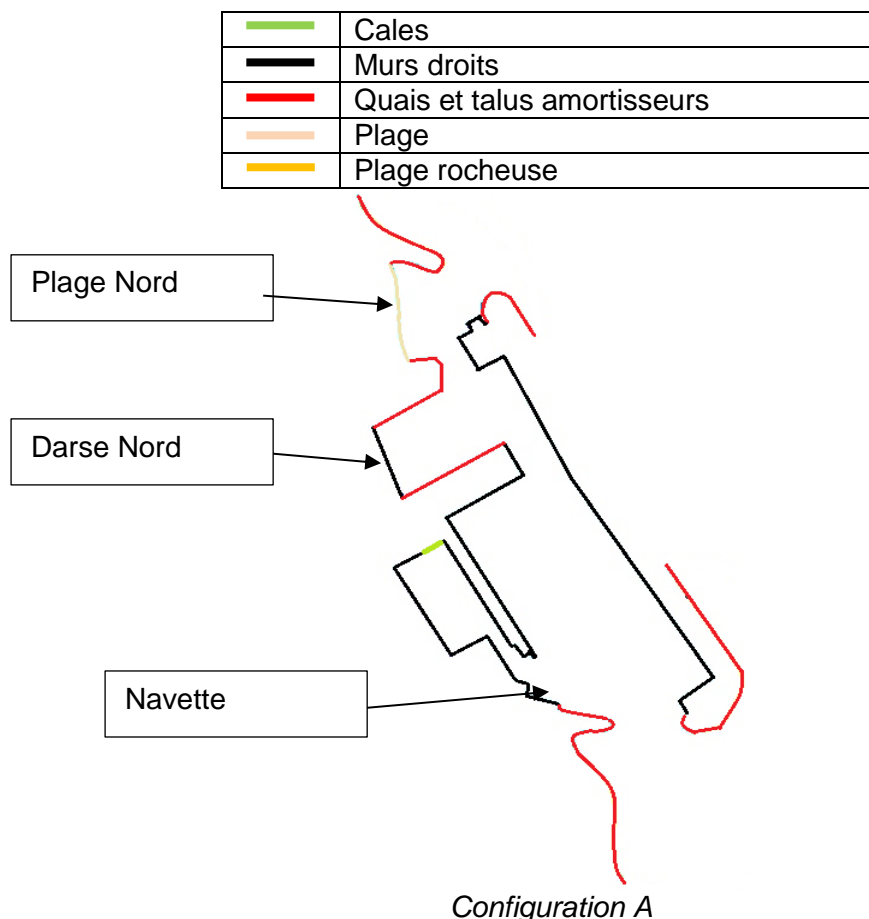 Cales
Murs droits
Quais et talus amortisseurs
Plage
Plage rocheuse
Plage Nord
Darse Nord
Navette
Configuration A